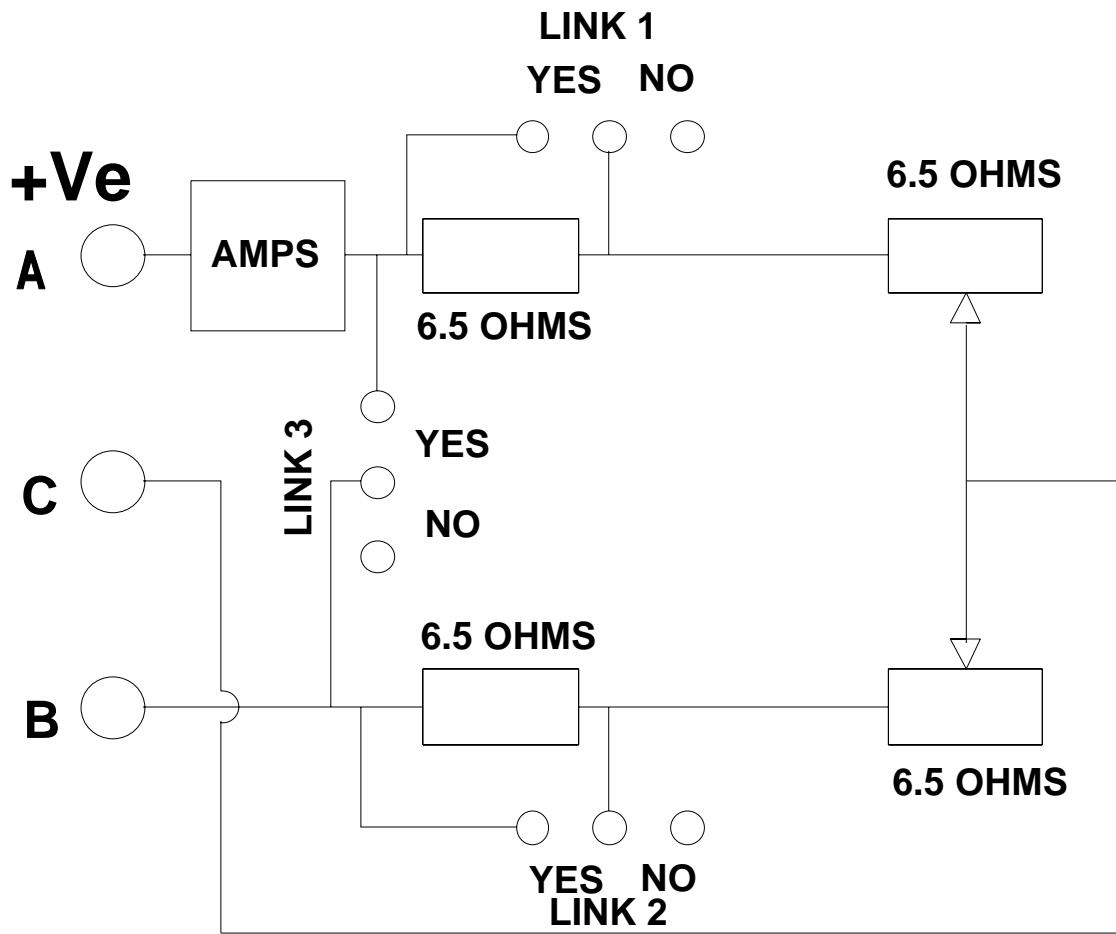 LINK 1
YES NO
+Ve
6.5 OHMS
A
AMPS
6.5 OHMS
LINK 3
YES
C
NO
6.5 OHMS
B
6.5 OHMS
YES NO
LINK 2